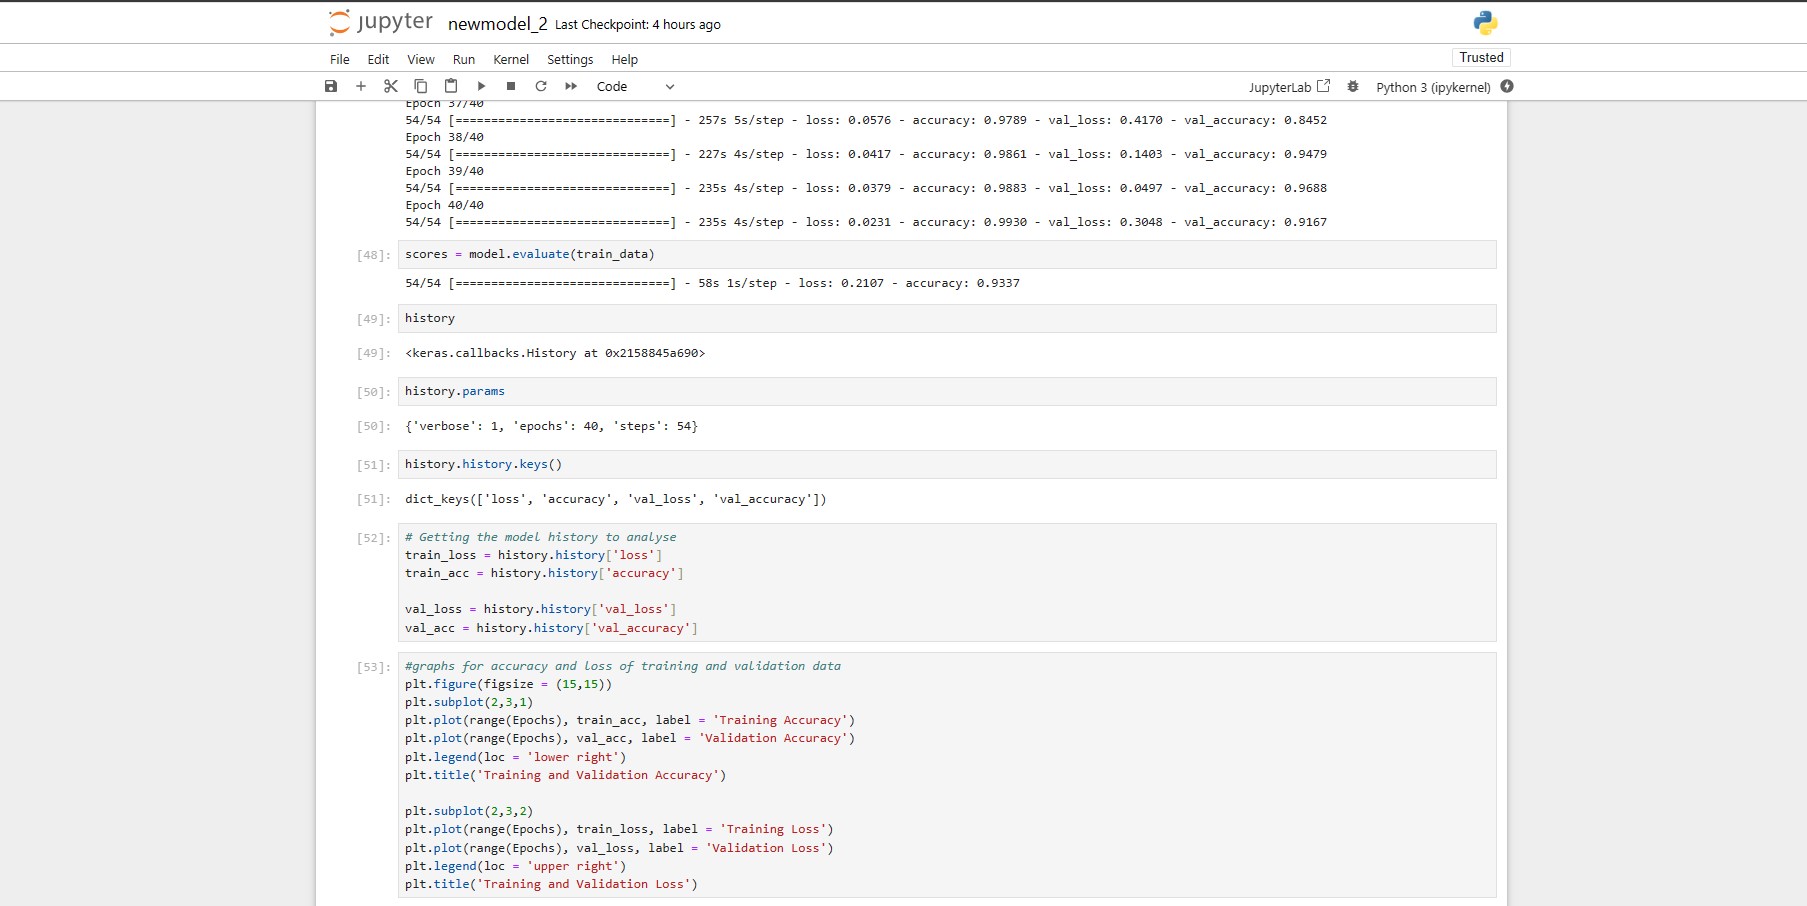 jupyter newmodel_2 Last Checkpoint: 4 hours ago
File Edit View Run Kernel Settings Help Trusted
Code JupyterLab Python 3 (ipykernel)
Epoch 37/40
54/54 [==============================] - 257s 5s/step - loss: 0.0576 - accuracy: 0.9789 - val_loss: 0.4170 - val_accuracy: 0.8452
Epoch 38/40
54/54 [==============================] - 227s 4s/step - loss: 0.0417 - accuracy: 0.9861 - val_loss: 0.1403 - val_accuracy: 0.9479
Epoch 39/40
54/54 [==============================] - 235s 4s/step - loss: 0.0379 - accuracy: 0.9883 - val_loss: 0.0497 - val_accuracy: 0.9688
Epoch 40/40
54/54 [==============================] - 235s 4s/step - loss: 0.0231 - accuracy: 0.9930 - val_loss: 0.3048 - val_accuracy: 0.9167
[48]: scores = model.evaluate(train_data)
54/54 [==============================] - 58s 1s/step - loss: 0.2107 - accuracy: 0.9337
[49]: history
[49]: <keras.callbacks.History at 0x2158845a690>
[50]: history.params
[50]: {'verbose': 1, 'epochs': 40, 'steps': 54}
[51]: history.history.keys()
[51]: dict_keys(['loss', 'accuracy', 'val_loss', 'val_accuracy'])
[52]: # Getting the model history to analyse
train_loss = history.history['loss']
train_acc = history.history['accuracy']
val_loss = history.history['val_loss']
val_acc = history.history['val_accuracy']
[53]: #graphs for accuracy and loss of training and validation data
plt.figure(figsize = (15,15))
plt.subplot(2,3,1)
plt.plot(range(Epochs), train_acc, label = 'Training Accuracy')
plt.plot(range(Epochs), val_acc, label = 'Validation Accuracy')
plt.legend(loc = 'lower right')
plt.title('Training and Validation Accuracy')
plt.subplot(2,3,2)
plt.plot(range(Epochs), train_loss, label = 'Training Loss')
plt.plot(range(Epochs), val_loss, label = 'Validation Loss')
plt.legend(loc = 'upper right')
plt.title('Training and Validation Loss')